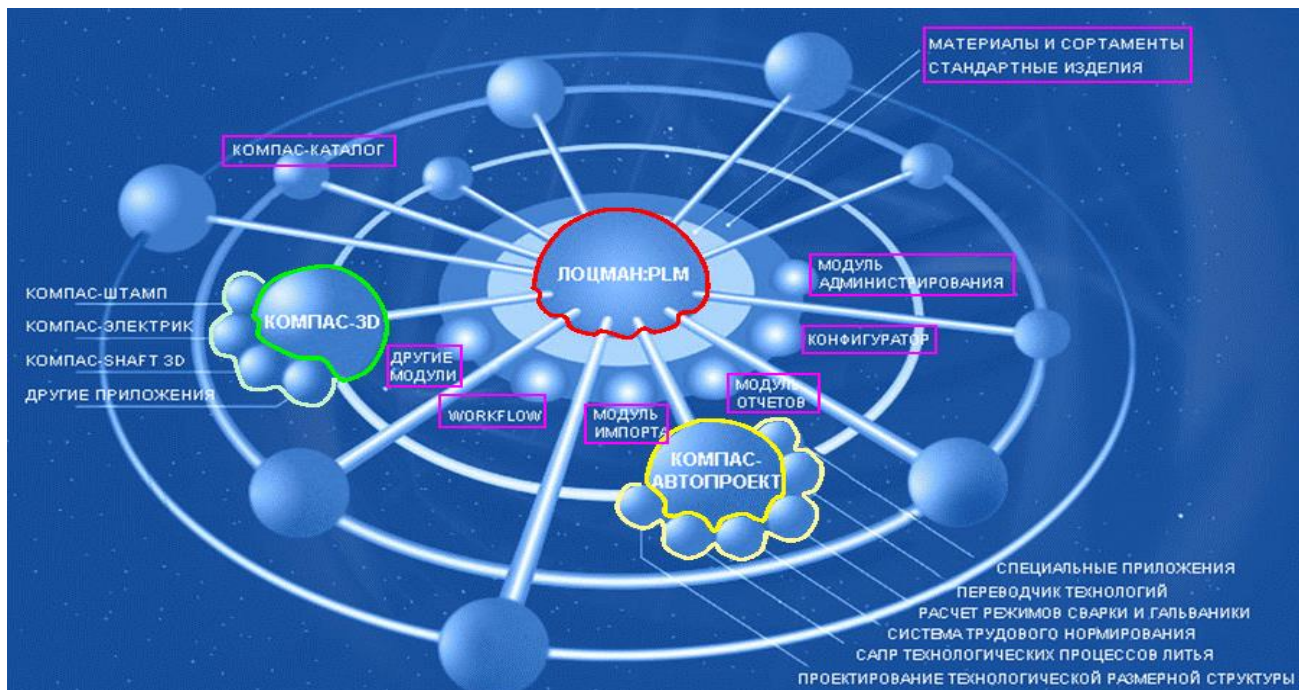 МАТЕРИАЛЫ И СОРТАМЕНТЫ
СТАНДАРТНЫЕ ИЗДЕЛИЯ
КОМПАС-КАТАЛОГ
ЛОЦМАН:PLM
МОДУЛЬ
АДМИНИСТРИРОВАНИЯ
КОМПАС-ШТАМП
КОМПАС-ЭЛЕКТРИК
КОМПАС-SHAFT 3D
ДРУГИЕ ПРИЛОЖЕНИЯ
КОМПАС-3D
КОНФИГУРАТОР
ДРУГИЕ
МОДУЛИ
WORKFLOW
МОДУЛЬ
ИМПОРТА
МОДУЛЬ
ОТЧЕТОВ
КОМПАС-
АВТОПРОЕКТ
СПЕЦИАЛЬНЫЕ ПРИЛОЖЕНИЯ
ПЕРЕВОДЧИК ТЕХНОЛОГИЙ
РАСЧЕТ РЕЖИМОВ СВАРКИ И ГАЛЬВАНИКИ
СИСТЕМА ТРУДОВОГО НОРМИРОВАНИЯ
САПР ТЕХНОЛОГИЧЕСКИХ ПРОЦЕССОВ ЛИТЬЯ
ПРОЕКТИРОВАНИЕ ТЕХНОЛОГИЧЕСКОЙ РАЗМЕРНОЙ СТРУКТУРЫ